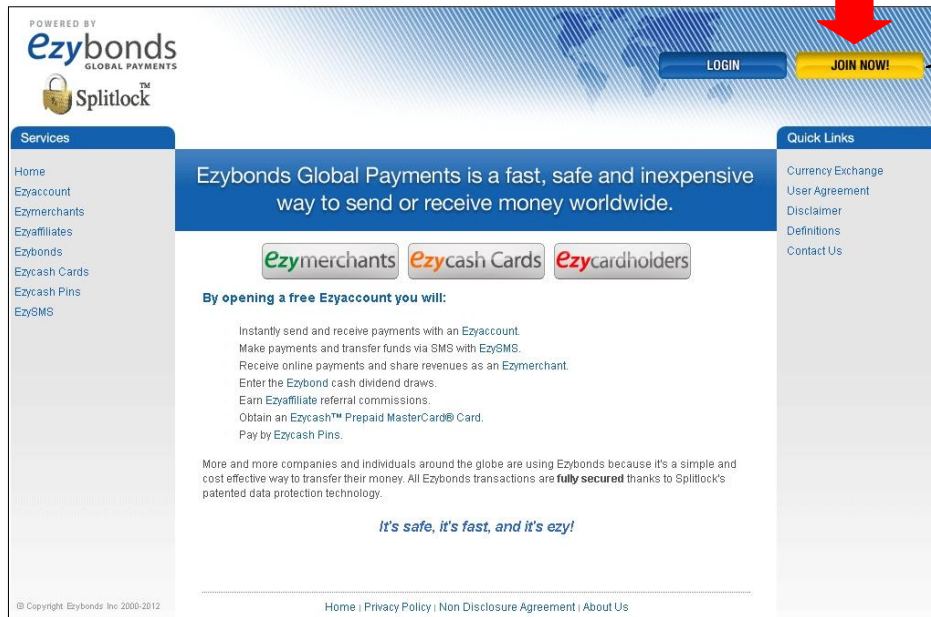 POWERED BY
ezybonds
GLOBAL PAYMENTS
Splitlock™
LOGIN
JOIN NOW!
Services
Home
Ezyaccount
Ezymerchants
Ezyaffiliates
Ezybonds
Ezycash Cards
Ezycash Pins
EzySMS
Ezybonds Global Payments is a fast, safe and inexpensive
way to send or receive money worldwide.
ezymerchants
ezycash Cards
ezycardholders
By opening a free Ezyaccount you will:
Instantly send and receive payments with an Ezyaccount.
Make payments and transfer funds via SMS with EzySMS.
Receive online payments and share revenues as an Ezymerchant.
Enter the Ezybond cash dividend draws.
Earn Ezyaffiliate referral commissions.
Obtain an Ezycash™ Prepaid MasterCard® Card.
Pay by Ezycash Pins.
More and more companies and individuals around the globe are using Ezybonds because it's a simple and
cost effective way to transfer their money. All Ezybonds transactions are fully secured thanks to Splitlock's
patented data protection technology.
It's safe, it's fast, and it's ezy!
Quick Links
Currency Exchange
User Agreement
Disclaimer
Definitions
Contact Us
© Copyright Ezybonds Inc 2000-2012
Home | Privacy Policy | Non Disclosure Agreement | About Us